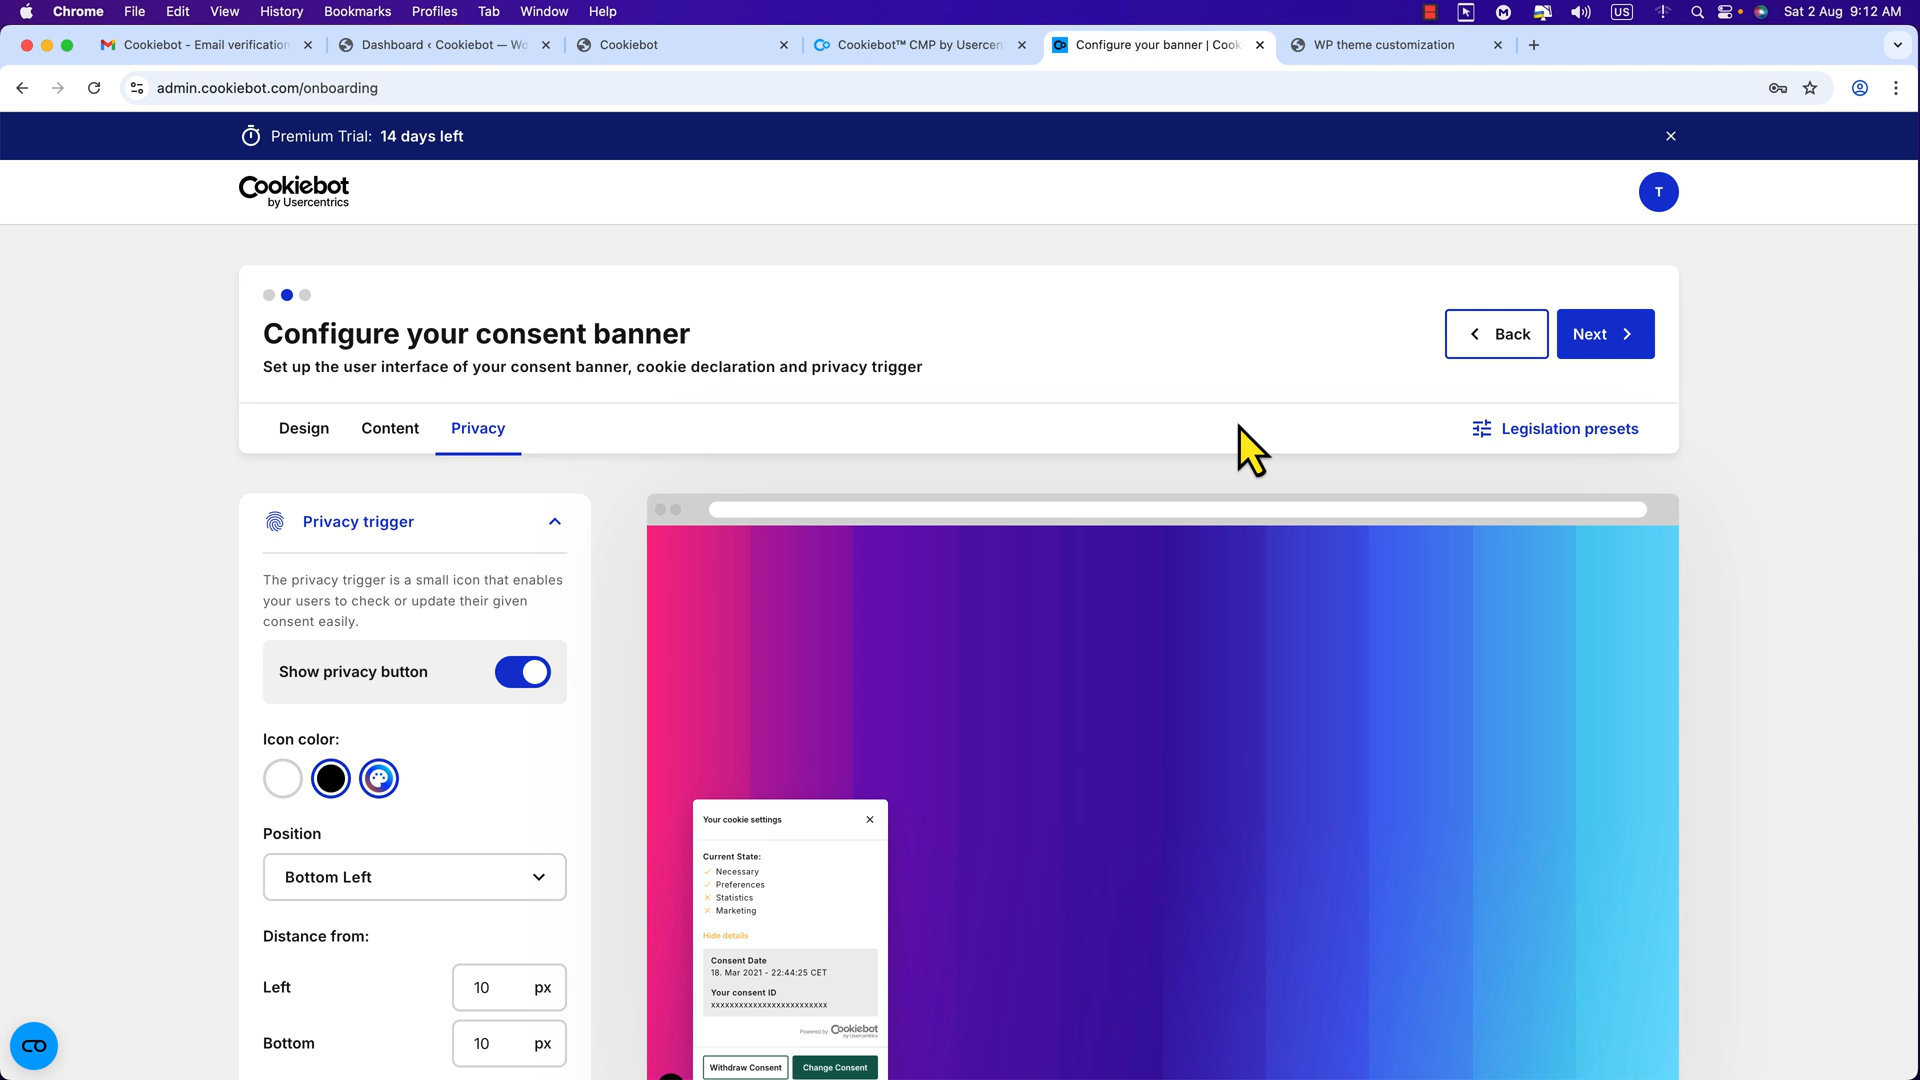 Chrome File Edit View History Bookmarks Profiles Tab Window Help US Sat 2 Aug 9:12 AM
Cookiebot - Email verification Dashboard ‹ Cookiebot — Wo Cookiebot Cookiebot™ CMP by Usercen Configure your banner | Cook WP theme customization
admin.cookiebot.com/onboarding
Premium Trial: 14 days left
Cookiebot
by Usercentrics
T
Configure your consent banner
Set up the user interface of your consent banner, cookie declaration and privacy trigger
Back Next
Design Content Privacy Legislation presets
Privacy trigger
The privacy trigger is a small icon that enables
your users to check or update their given
consent easily.
Show privacy button
Icon color:
Position
Bottom Left
Distance from:
Left 10 px
Bottom 10 px
Your cookie settings
Current State:
Necessary
Preferences
Statistics
Marketing
Hide details
Consent Date
18. Mar 2021 - 22:44:25 CET
Your consent ID
xxxxxxxxxxxxxxxxxxxxxxxxx
Powered by Cookiebot
by Usercentrics
Withdraw Consent Change Consent